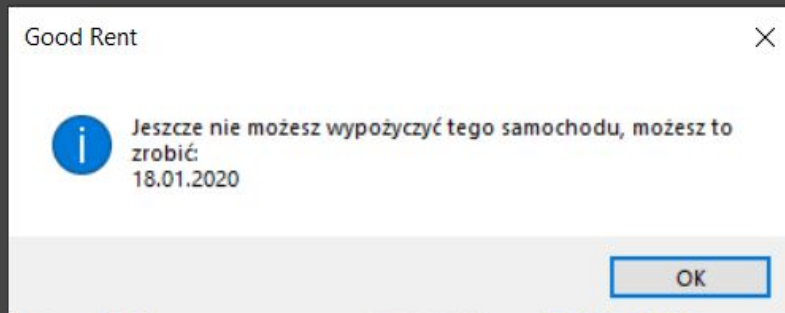 Good Rent
Jeszcze nie możesz wypożyczyć tego samochodu, możesz to
zrobić:
18.01.2020
OK